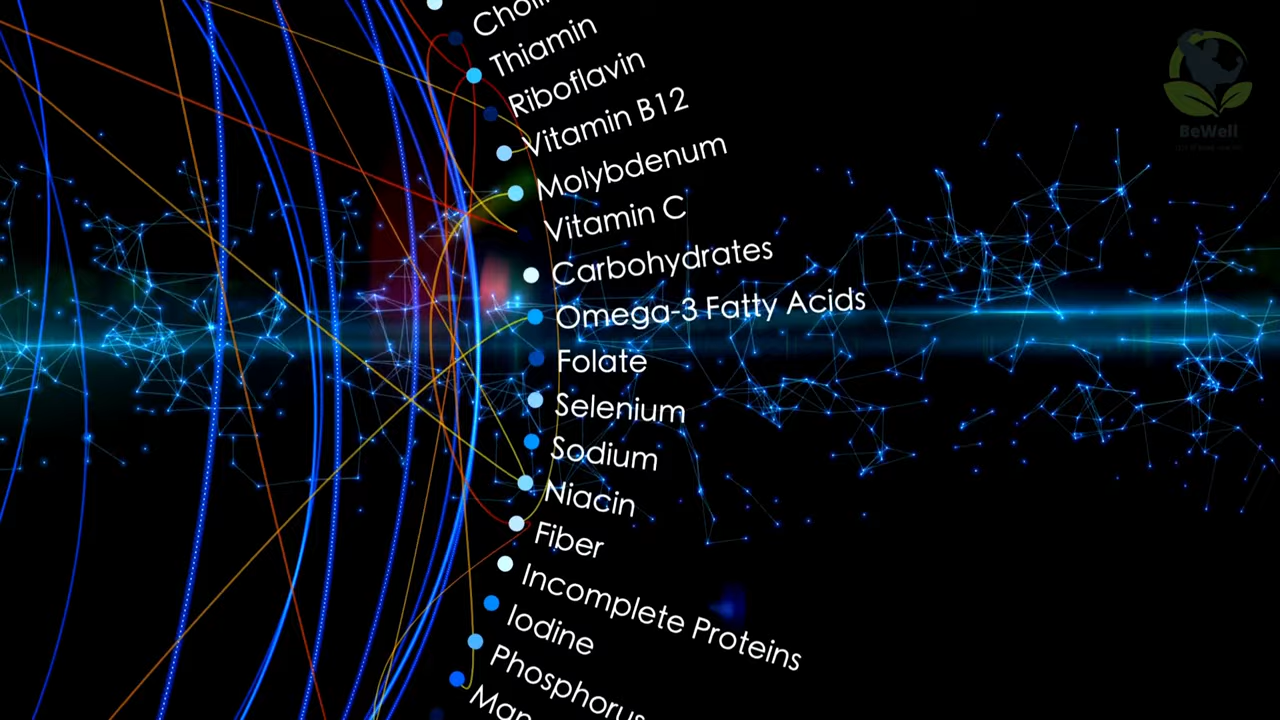 Thiamin
Riboflavin
Vitamin B12
Molybdenum
Vitamin C
Carbohydrates
Omega-3 Fatty Acids
Folate
Selenium
Sodium
Niacin
Fiber
Incomplete Proteins
Iodine
Phosphorus
BeWell